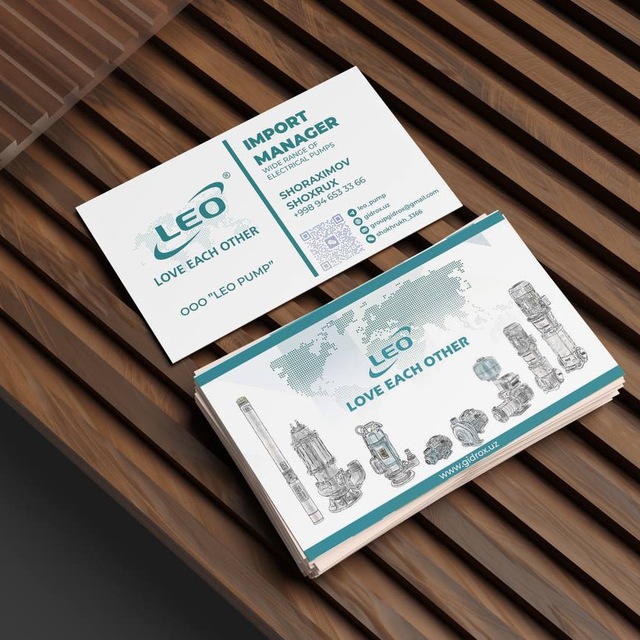 LEO®
LOVE EACH OTHER
OOO "LEO PUMP"
IMPORT
MANAGER
WIDE RANGE OF
ELECTRICAL PUMPS
SHORAXIMOV
SHOXRUX
+998 94 653 33 66
leo_pump
gidrox.uz
groupgidrox@gmail.com
shokhrukh_3366
LEO
LOVE EACH OTHER
www.gidrox.uz